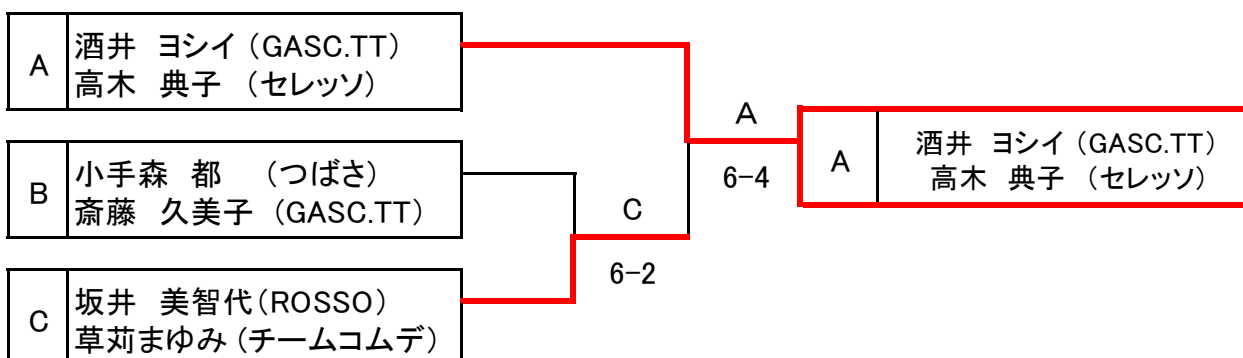 A
酒井 ヨシイ (GASC.TT)
高木 典子 (セレッソ)
B
小手森 都 (つばさ)
斎藤 久美子 (GASC.TT)
C
坂井 美智代(ROSSO)
草苅まゆみ (チームコムデ)
C
6-2
A
6-4
A
酒井 ヨシイ (GASC.TT)
高木 典子 (セレッソ)